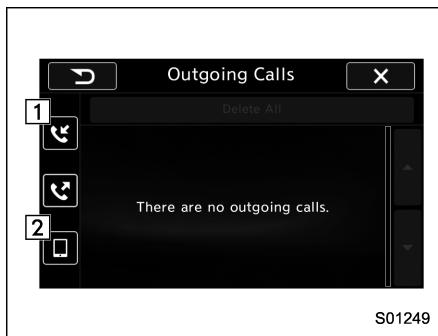 Outgoing Calls
Delete All
1
There are no outgoing calls.
2
S01249